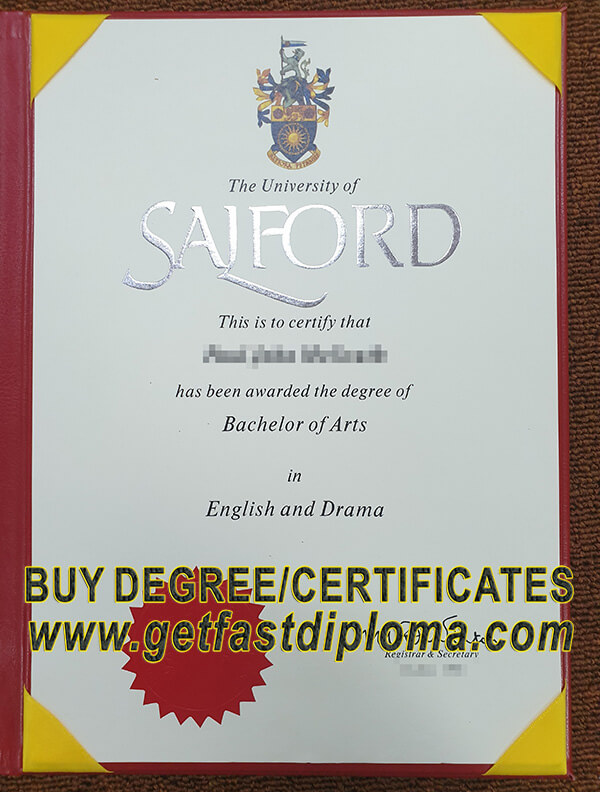 The University of
SALFORD
This is to certify that
has been awarded the degree of
Bachelor of Arts
in
English and Drama
BUY DEGREE/CERTIFICATES
www.getfastdiploma.com
Registrar & Secretary